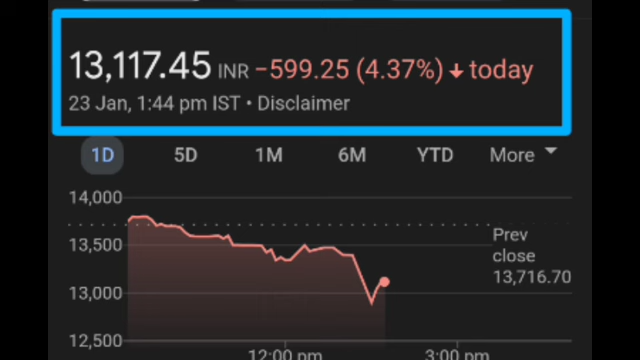 13,117.45 INR −599.25 (4.37%) ↓ today
23 Jan, 1:44 pm IST • Disclaimer
1D 5D 1M 6M YTD More
14,000
13,500
13,000
12,500
Prev
close
13,716.70
12:00 pm 3:00 pm